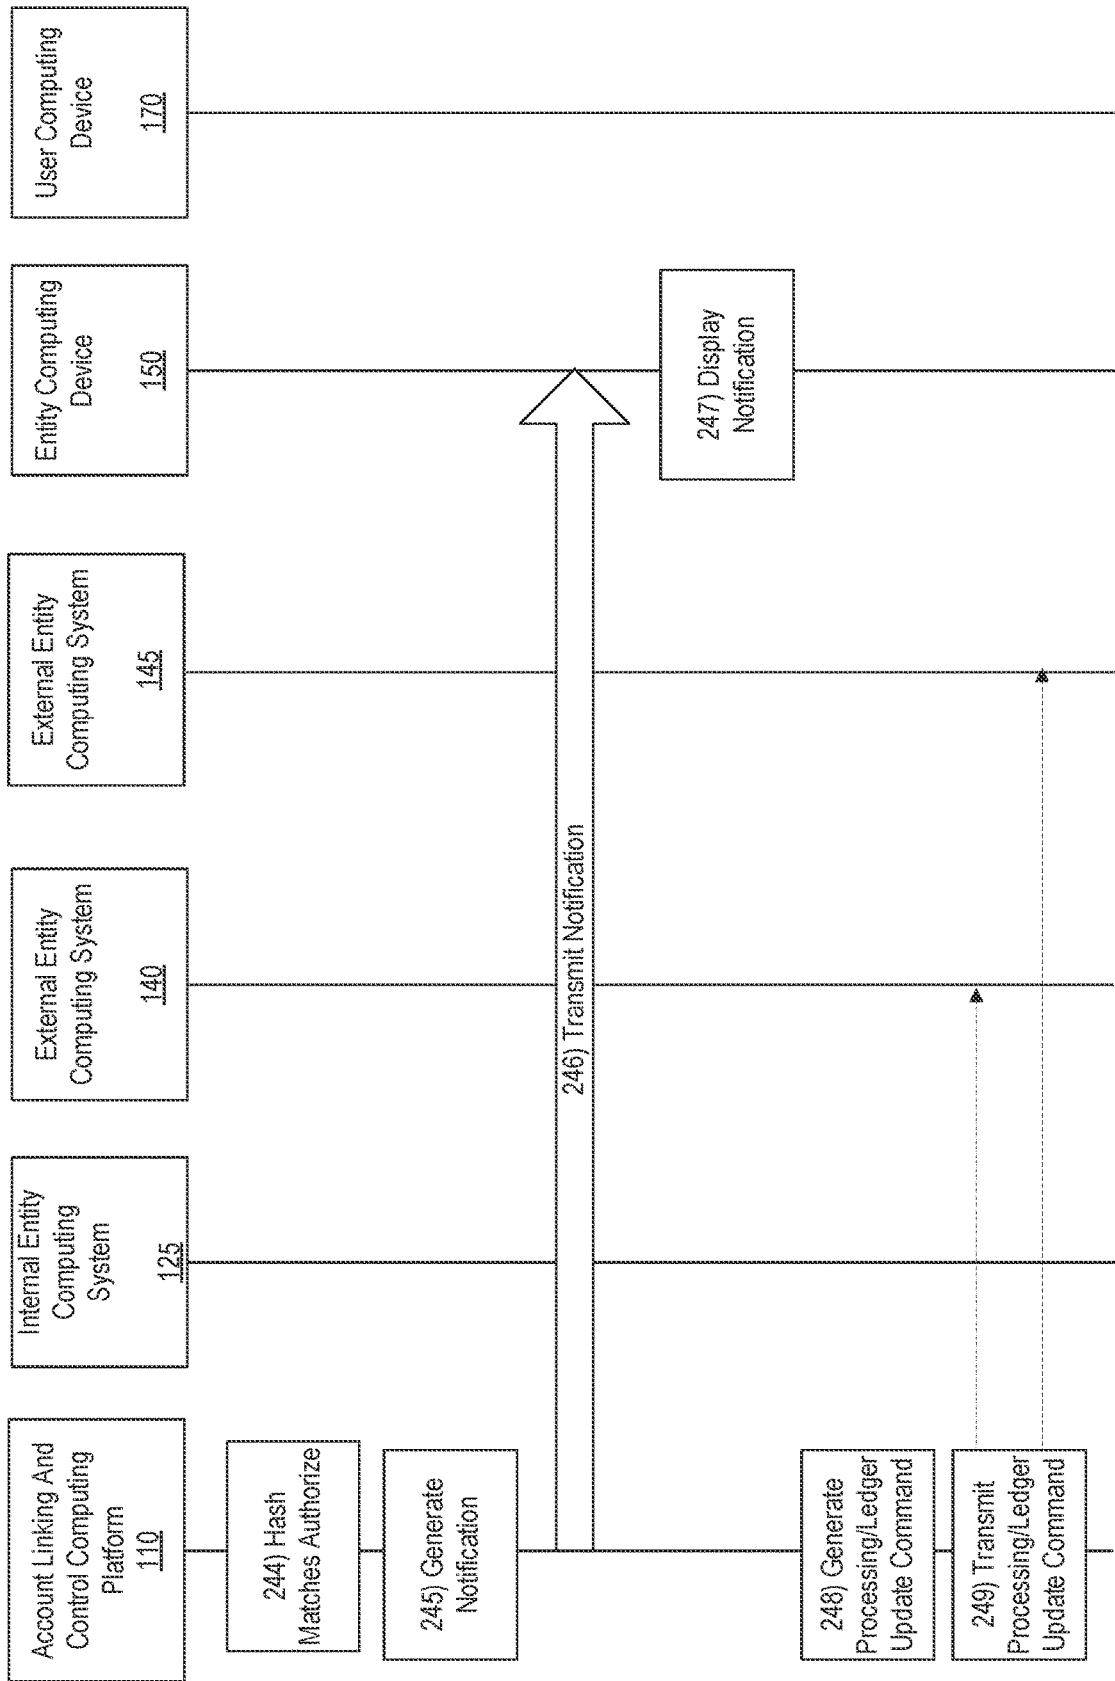 Account Linking And
Control Computing
Platform
110
Internal Entity
Computing
System
125
External Entity
Computing System
140
External Entity
Computing System
145
Entity Computing
Device
150
User Computing
Device
170
244) Hash
Matches Authorize
245) Generate
Notification
246) Transmit Notification
247) Display
Notification
248) Generate
Processing/Ledger
Update Command
249) Transmit
Processing/Ledger
Update Command